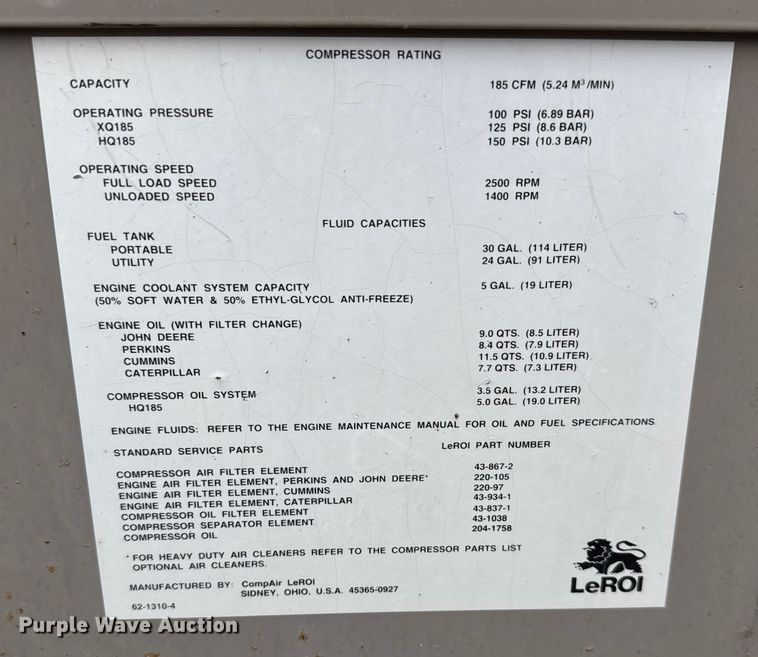 COMPRESSOR RATING
CAPACITY 185 CFM (5.24 M³/MIN)
OPERATING PRESSURE 100 PSI (6.89 BAR)
XQ185 125 PSI (8.6 BAR)
HQ185 150 PSI (10.3 BAR)
OPERATING SPEED
FULL LOAD SPEED 2500 RPM
UNLOADED SPEED 1400 RPM
FLUID CAPACITIES
FUEL TANK
PORTABLE 30 GAL. (114 LITER)
UTILITY 24 GAL. (91 LITER)
ENGINE COOLANT SYSTEM CAPACITY 5 GAL. (19 LITER)
(50% SOFT WATER & 50% ETHYL-GLYCOL ANTI-FREEZE)
ENGINE OIL (WITH FILTER CHANGE)
JOHN DEERE 9.0 QTS. (8.5 LITER)
PERKINS 8.4 QTS. (7.9 LITER)
CUMMINS 11.5 QTS. (10.9 LITER)
CATERPILLAR 7.7 QTS. (7.3 LITER)
COMPRESSOR OIL SYSTEM 3.5 GAL. (13.2 LITER)
HQ185 5.0 GAL. (19.0 LITER)
ENGINE FLUIDS: REFER TO THE ENGINE MAINTENANCE MANUAL FOR OIL AND FUEL SPECIFICATIONS
STANDARD SERVICE PARTS LeROI PART NUMBER
COMPRESSOR AIR FILTER ELEMENT 43-867-2
ENGINE AIR FILTER ELEMENT, PERKINS AND JOHN DEERE* 220-105
ENGINE AIR FILTER ELEMENT, CUMMINS 220-97
ENGINE AIR FILTER ELEMENT, CATERPILLAR 43-934-1
COMPRESSOR OIL FILTER ELEMENT 43-837-1
COMPRESSOR SEPARATOR ELEMENT 43-1038
COMPRESSOR OIL 204-1758
* FOR HEAVY DUTY AIR CLEANERS REFER TO THE COMPRESSOR PARTS LIST
OPTIONAL AIR CLEANERS.
MANUFACTURED BY: CompAir LeROI
SIDNEY, OHIO, U.S.A. 45365-0927
LeROI
62-1310-4
Purple Wave Auction